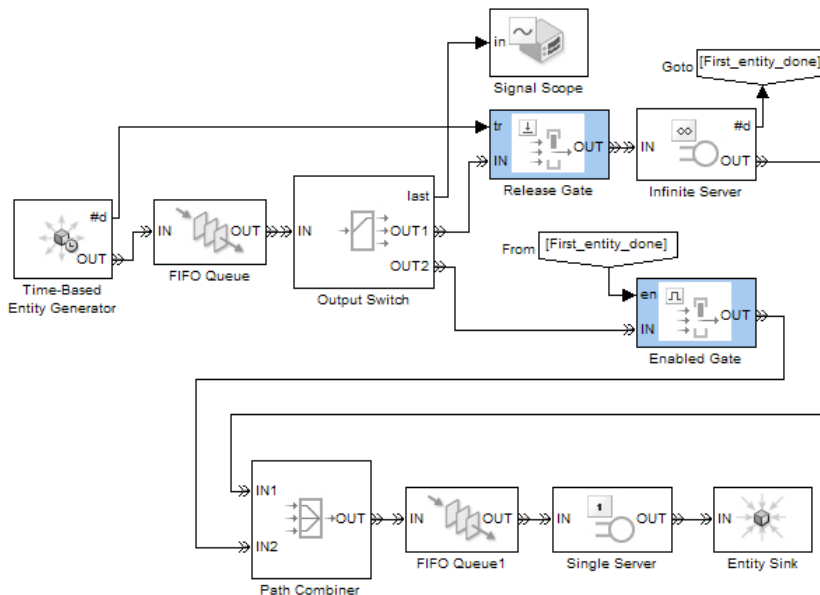 in
Signal Scope
Goto
[First_entity_done]
tr
IN
OUT
Release Gate
IN
#d
OUT
Infinite Server
#d
OUT
Time-Based
Entity Generator
IN
OUT
FIFO Queue
IN
last
OUT1
OUT2
Output Switch
From
[First_entity_done]
en
IN
OUT
Enabled Gate
IN1
IN2
OUT
Path Combiner
IN
OUT
FIFO Queue1
1
IN
OUT
Single Server
IN
Entity Sink